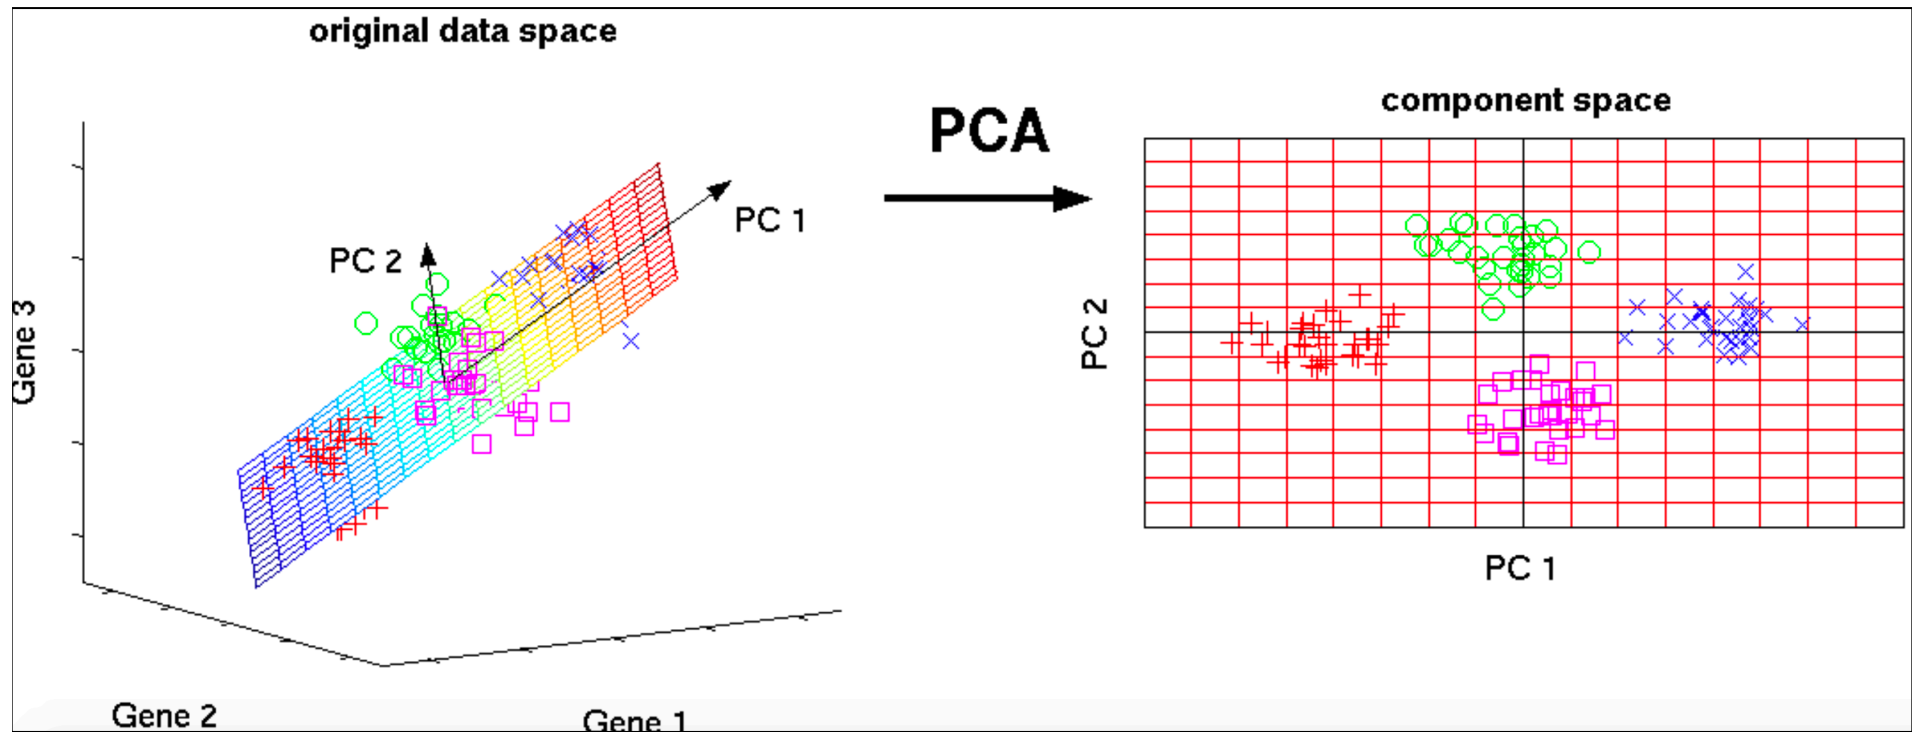 original data space
PCA
component space
PC 1
PC 2
Gene 3
PC 2
PC 1
Gene 2
Gene 1